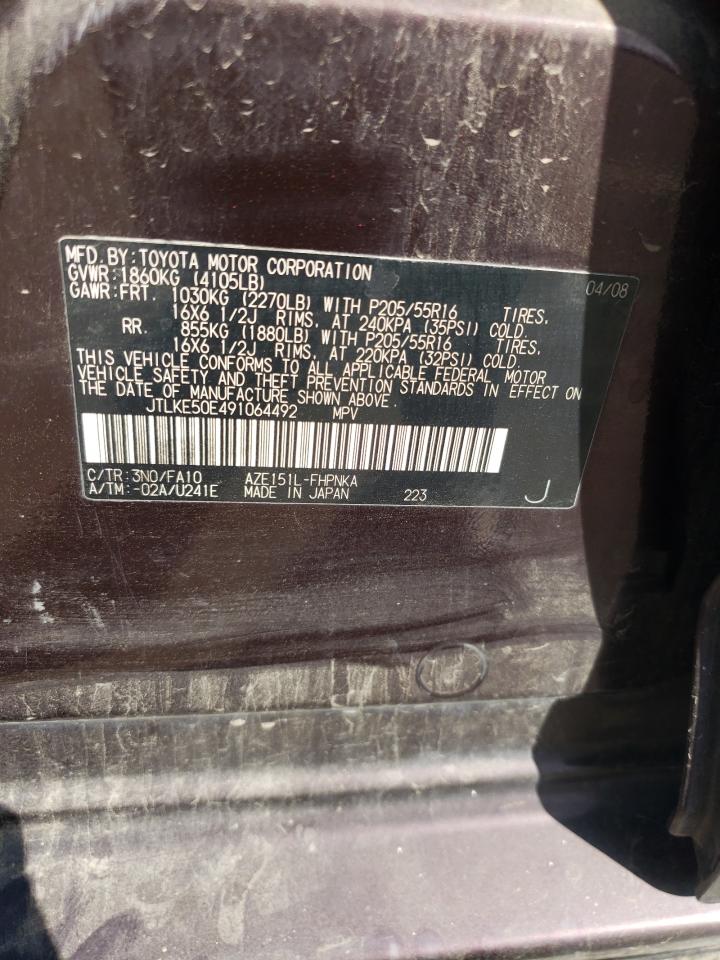 MFD.BY:TOYOTA MOTOR CORPORATION 04/08
GVWR:1860KG (4105LB)
GAWR:FRT. 1030KG (2270LB) WITH P205/55R16 TIRES,
16X6 1/2J RIMS, AT 240KPA (35PSI) COLD.
RR. 855KG (1880LB) WITH P205/55R16 TIRES,
16X6 1/2J RIMS, AT 220KPA (32PSI) COLD.
THIS VEHICLE CONFORMS TO ALL APPLICABLE FEDERAL MOTOR
VEHICLE SAFETY AND THEFT PREVENTION STANDARDS IN EFFECT ON
THE DATE OF MANUFACTURE SHOWN ABOVE.
JTLKE50E491064492 MPV
C/TR:3N0/FA10 AZE151L-FHPNKA
A/TM:-02A/U241E MADE IN JAPAN 223 J